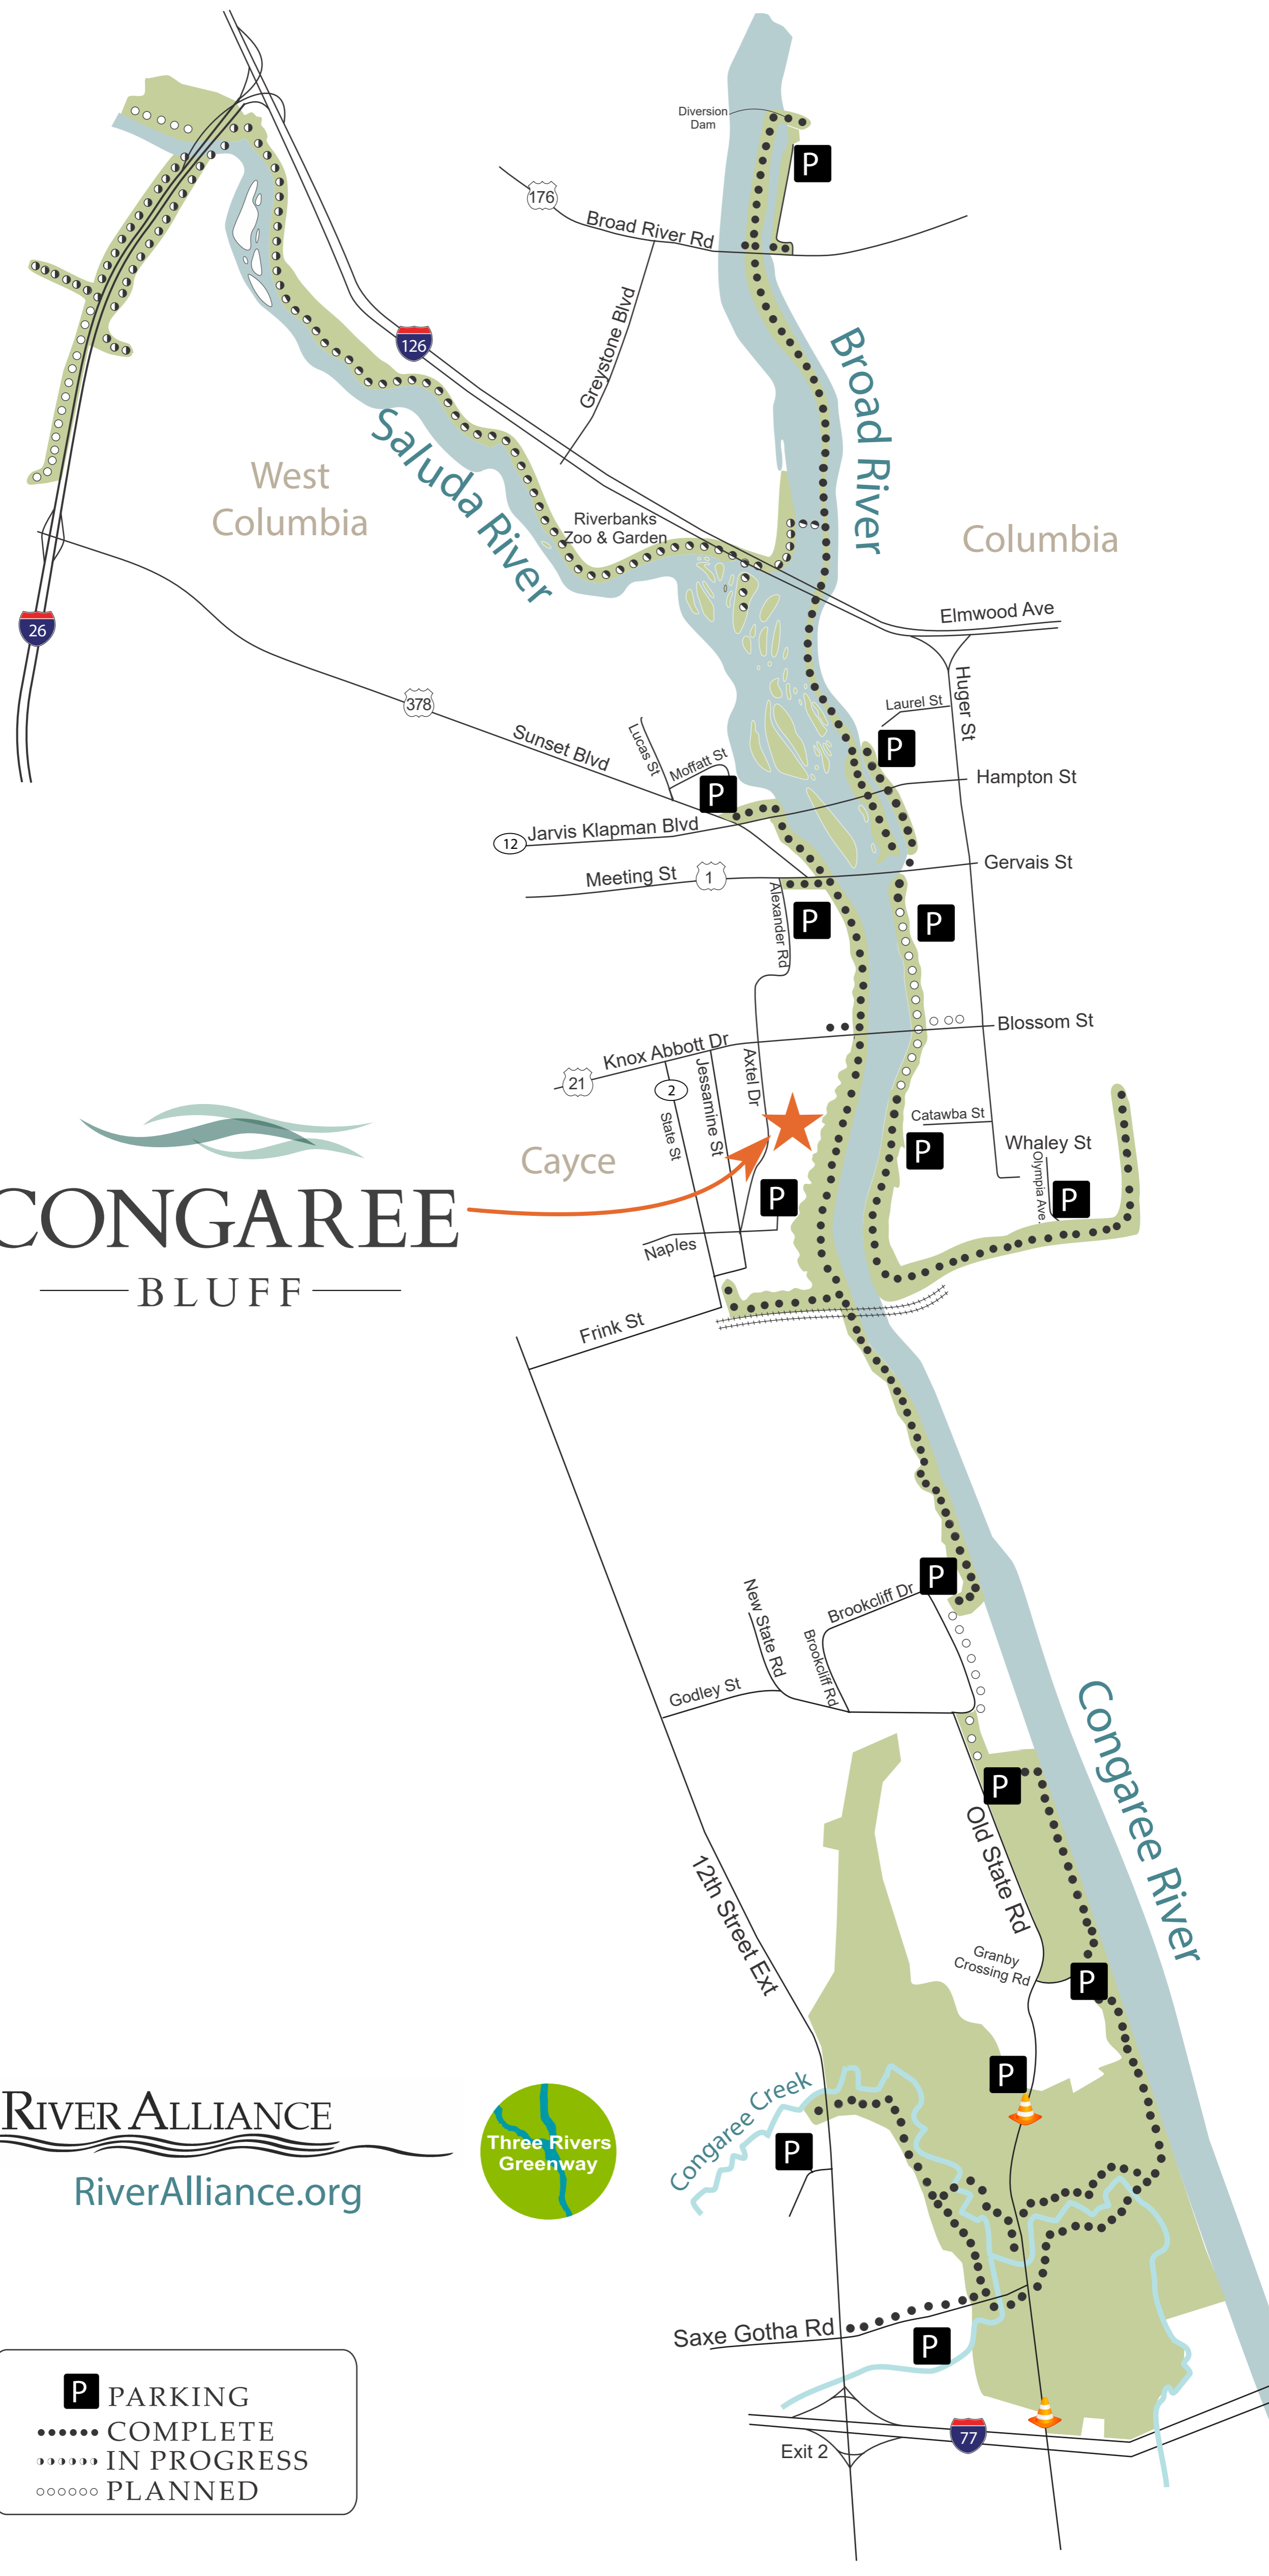 Diversion
Dam
P
176
Broad River Rd
Greystone Blvd
126
Broad River
Saluda River
West
Columbia
Riverbanks
Zoo & Garden
Columbia
26
Elmwood Ave
Huger St
378
Sunset Blvd
Lucas St
Moffatt St
Laurel St
P
P
Hampton St
12
Jarvis Klapman Blvd
Gervais St
Meeting St
1
Alexander Rd
P
P
Blossom St
Knox Abbott Dr
21
2
State St
Jessamine St
Axtel Dr
Catawba St
P
Whaley St
Olympia Ave.
P
Cayce
CONGAREE
BLUFF
P
Naples
Frink St
P
Brookcliff Dr
New State Rd
Brookcliff Rd
Godley St
Congaree River
P
Old State Rd
12th Street Ext
Granby
Crossing Rd
P
P
Congaree Creek
P
RIVER ALLIANCE
RiverAlliance.org
Three Rivers
Greenway
Saxe Gotha Rd
P
77
Exit 2
P PARKING
COMPLETE
IN PROGRESS
PLANNED